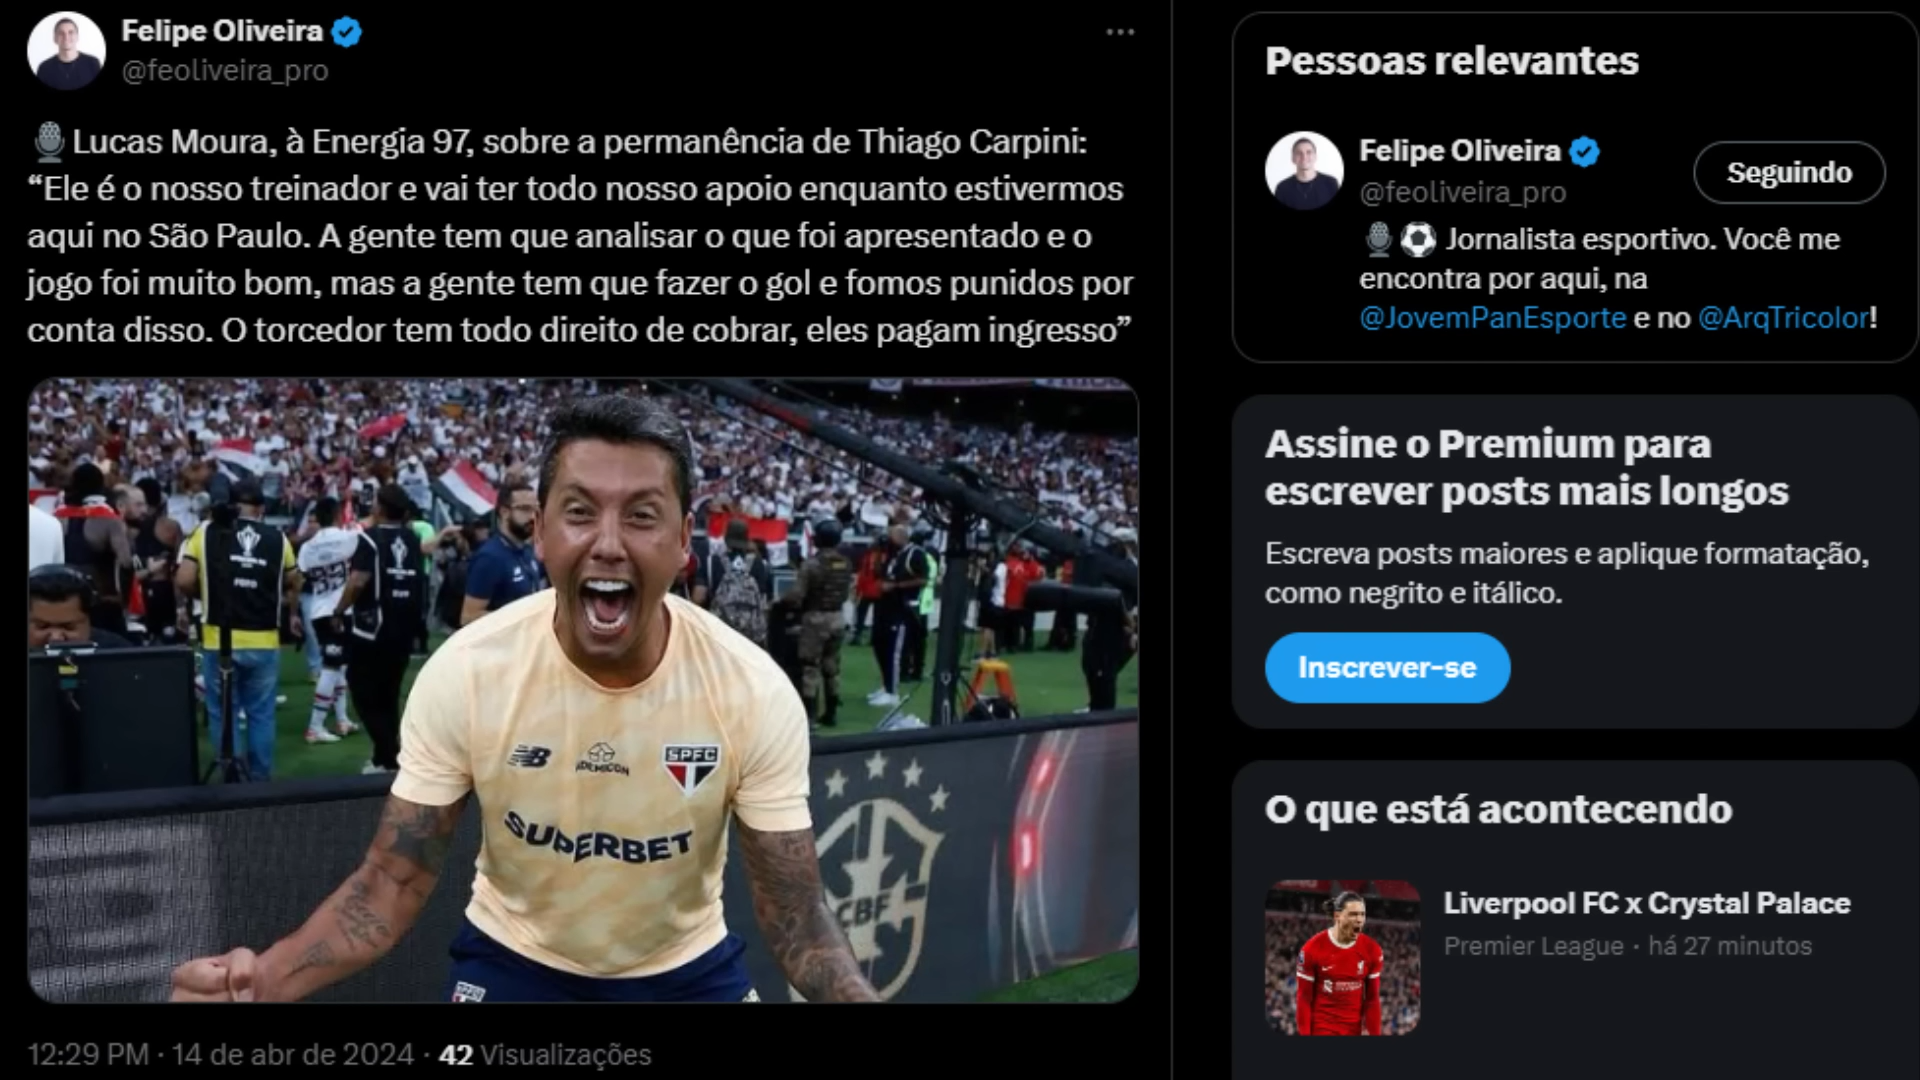 Felipe Oliveira
@feoliveira_pro
Lucas Moura, à Energia 97, sobre a permanência de Thiago Carpini:
“Ele é o nosso treinador e vai ter todo nosso apoio enquanto estivermos
aqui no São Paulo. A gente tem que analisar o que foi apresentado e o
jogo foi muito bom, mas a gente tem que fazer o gol e fomos punidos por
conta disso. O torcedor tem todo direito de cobrar, eles pagam ingresso”
ADEMICON
SPFC
SUPERBET
CBF
SPFC
12:29 PM · 14 de abr de 2024 · 42 Visualizações
Pessoas relevantes
Felipe Oliveira
@feoliveira_pro
Seguindo
Jornalista esportivo. Você me
encontra por aqui, na
@JovemPanEsporte e no @ArqTricolor!
Assine o Premium para
escrever posts mais longos
Escreva posts maiores e aplique formatação,
como negrito e itálico.
Inscrever-se
O que está acontecendo
Liverpool FC x Crystal Palace
Premier League · há 27 minutos